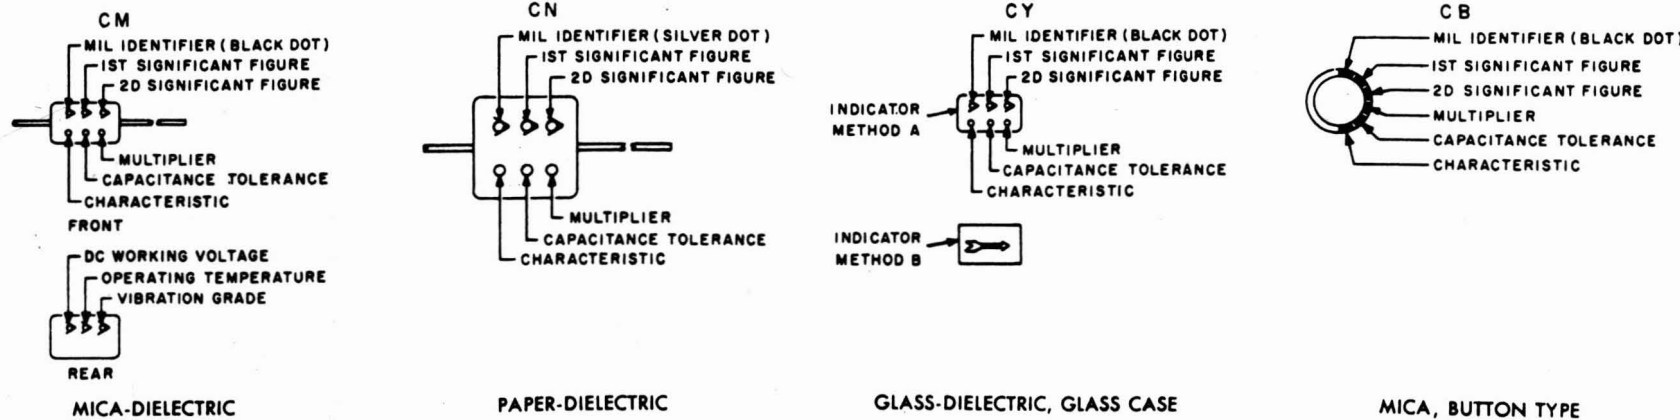 CM
MIL IDENTIFIER (BLACK DOT)
1ST SIGNIFICANT FIGURE
2D SIGNIFICANT FIGURE
MULTIPLIER
CAPACITANCE TOLERANCE
CHARACTERISTIC
FRONT
DC WORKING VOLTAGE
OPERATING TEMPERATURE
VIBRATION GRADE
REAR
MICA-DIELECTRIC
CN
MIL IDENTIFIER (SILVER DOT)
1ST SIGNIFICANT FIGURE
2D SIGNIFICANT FIGURE
MULTIPLIER
CAPACITANCE TOLERANCE
CHARACTERISTIC
PAPER-DIELECTRIC
CY
MIL IDENTIFIER (BLACK DOT)
1ST SIGNIFICANT FIGURE
2D SIGNIFICANT FIGURE
INDICATOR
METHOD A
MULTIPLIER
CAPACITANCE TOLERANCE
CHARACTERISTIC
INDICATOR
METHOD B
GLASS-DIELECTRIC, GLASS CASE
CB
MIL IDENTIFIER (BLACK DOT)
1ST SIGNIFICANT FIGURE
2D SIGNIFICANT FIGURE
MULTIPLIER
CAPACITANCE TOLERANCE
CHARACTERISTIC
MICA, BUTTON TYPE